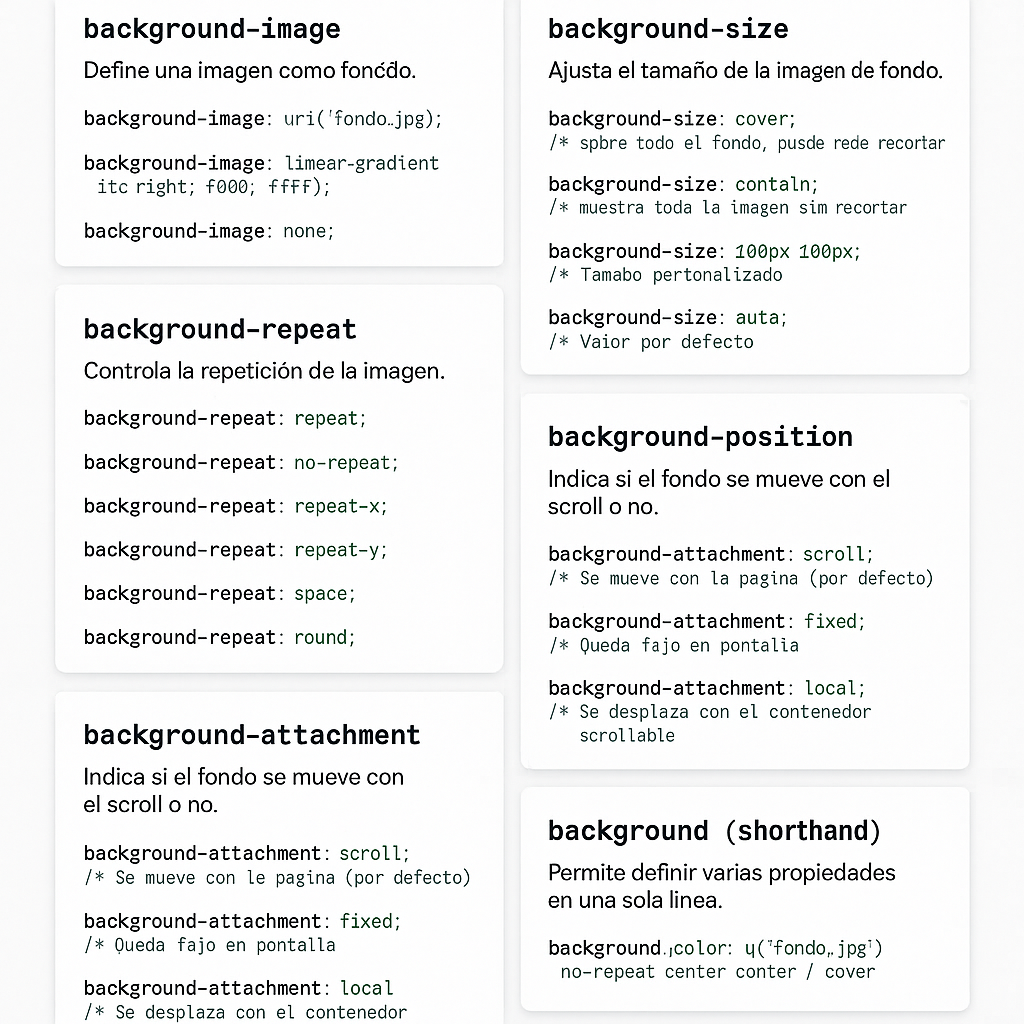 background-image
Define una imagen como fonćđo.
background-image: uri('fondo..jpg);
background-image: limear-gradient
itc right; f000; ffFF);
background-image: none;
background-repeat
Controla la repetición de la imagen.
background-repeat: repeat;
background-repeat: no-repeat;
background-repeat: repeat-x;
background-repeat: repeat-y;
background-repeat: space;
background-repeat: round;
background-attachment
Indica si el fondo se mueve con
el scroll o no.
background-attachment: scroll;
/* Se mueve con le pagina (por defecto)
background-attachment: fixed;
/* Queda fajo en pontalla
background-attachment: local
/* Se desplaza con el contenedor
background-size
Ajusta el tamaño de la imagen de fondo.
background-size: cover;
/* spbre todo el fondo, pusde rede recortar
background-size: contaln;
/* muestra toda la imagen sim recortar
background-size: 100px 100px;
/* Tamabo pertonalizado
background-size: auta;
/* Vaior por defecto
background-position
Indica si el fondo se mueve con el
scroll o no.
background-attachment: scroll;
/* Se mueve con la pagina (por defecto)
background-attachment: fixed;
/* Queda fajo en pontalìa
background-attachment: local;
/* Se desplaza con el contenedor
scrollable
background (shorthand)
Permite definir varias propiedades
en una sola linea.
background.,color: ų("fondo,.jpg")
no-repeat center conter / cover